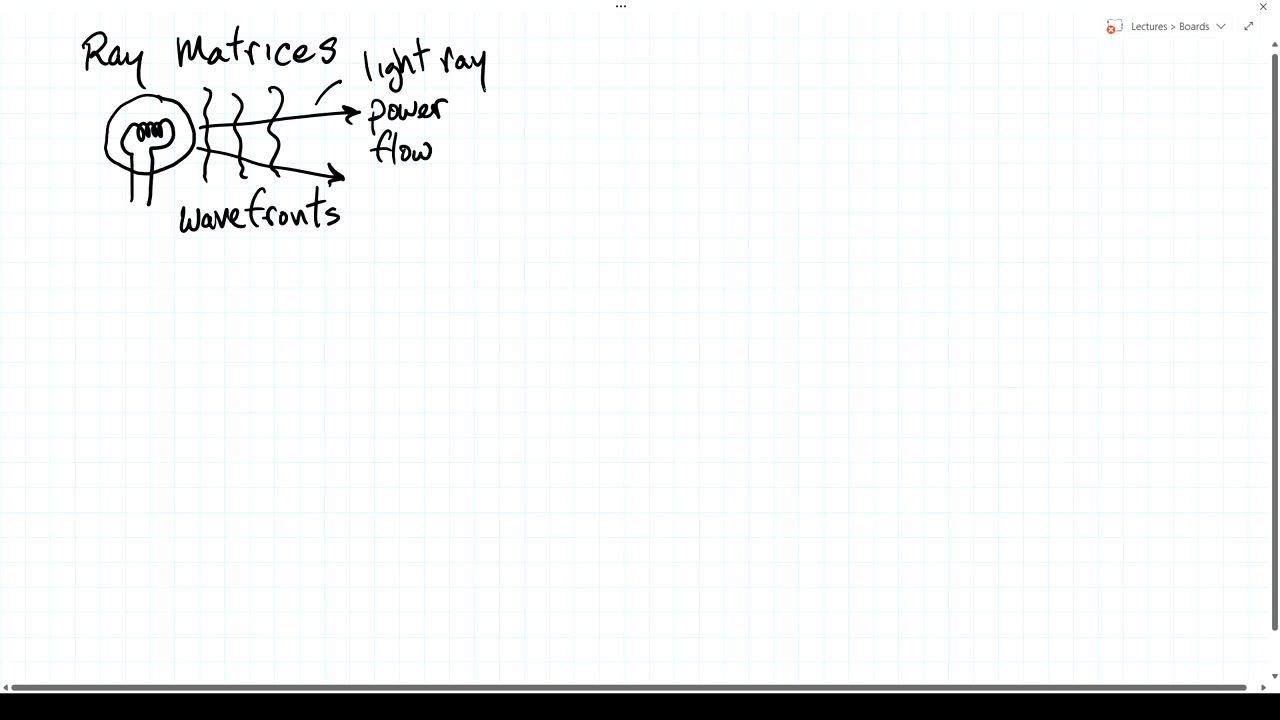 Lectures > Boards
Ray Matrices
light ray
power
flow
wavefronts